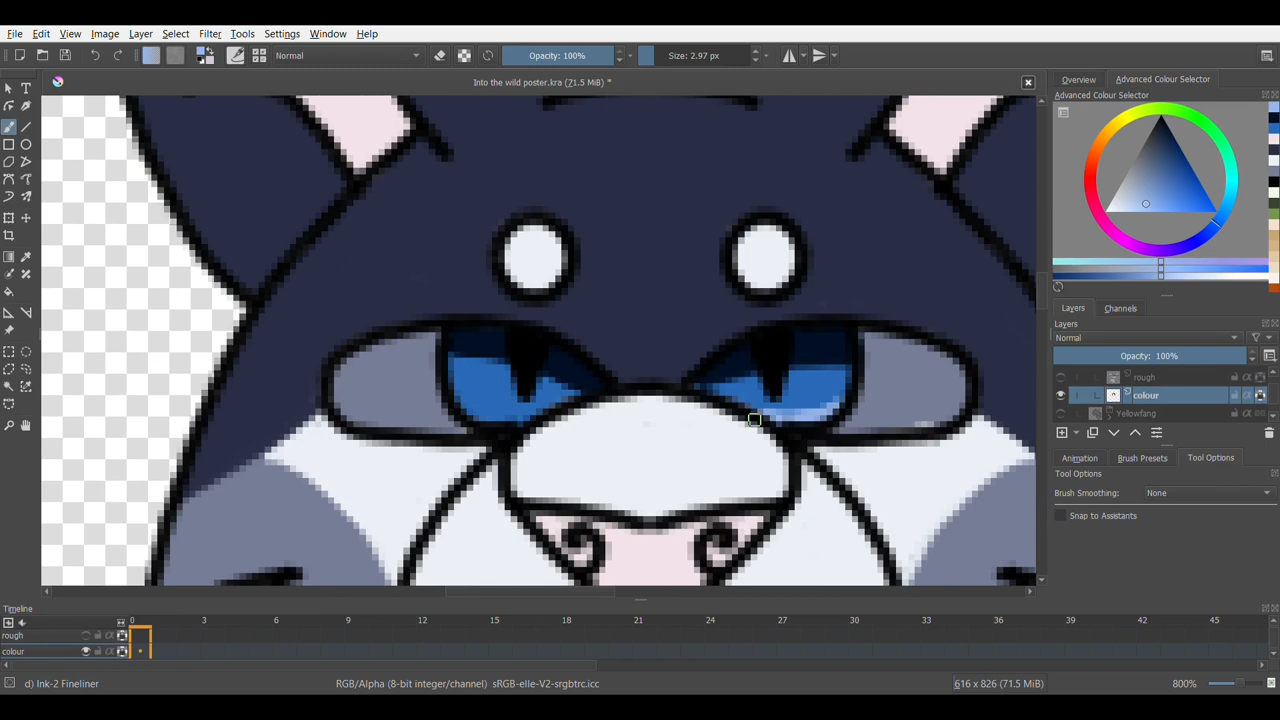 File Edit View Image Layer Select Filter Tools Settings Window Help
Normal Opacity: 100% Size: 2.97 px
Into the wild poster.kra (71.5 MiB) *
Overview Advanced Colour Selector
Advanced Colour Selector
Layers Channels
Layers
Normal
Opacity: 100%
rough
colour
Yellowfang
Animation Brush Presets Tool Options
Tool Options
Brush Smoothing: None
Snap to Assistants
Timeline
0 3 6 9 12 15 18 21 24 27 30 33 36 39 42 45
rough
colour
d) Ink-2 Fineliner RGB/Alpha (8-bit integer/channel) sRGB-elle-V2-srgbtrc.icc 616 x 826 (71.5 MiB) 800%